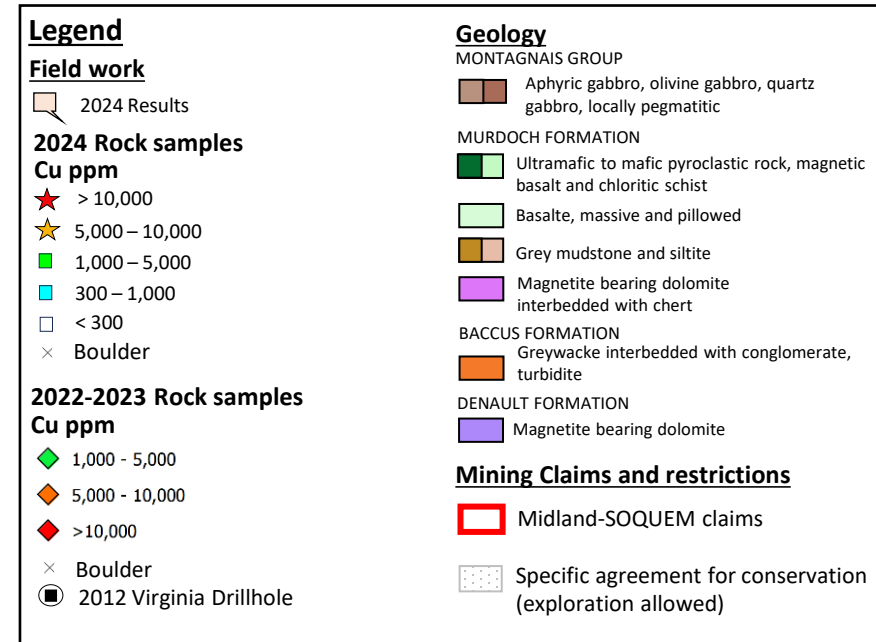 Legend
Field work
2024 Results
2024 Rock samples
Cu ppm
> 10,000
5,000 – 10,000
1,000 – 5,000
300 – 1,000
< 300
Boulder
2022-2023 Rock samples
Cu ppm
1,000 - 5,000
5,000 - 10,000
>10,000
Boulder
2012 Virginia Drillhole
Geology
MONTAGNAIS GROUP
Aphyric gabbro, olivine gabbro, quartz
gabbro, locally pegmatitic
MURDOCH FORMATION
Ultramafic to mafic pyroclastic rock, magnetic
basalt and chloritic schist
Basalte, massive and pillowed
Grey mudstone and siltite
Magnetite bearing dolomite
interbedded with chert
BACCUS FORMATION
Greywacke interbedded with conglomerate,
turbidite
DENAULT FORMATION
Magnetite bearing dolomite
Mining Claims and restrictions
Midland-SOQUEM claims
Specific agreement for conservation
(exploration allowed)